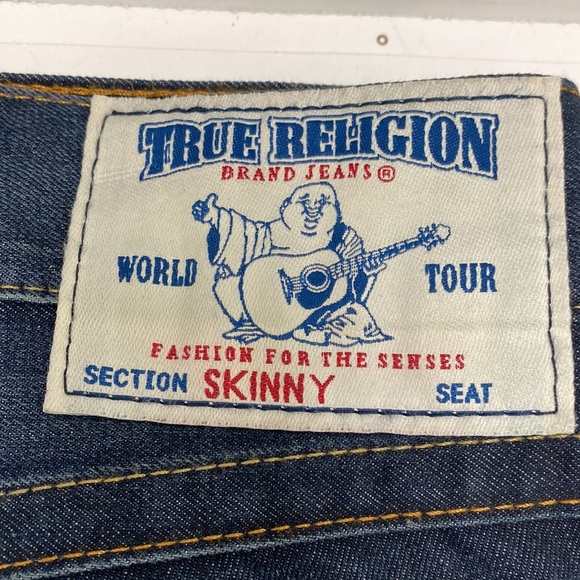 TRUE RELIGION
BRAND JEANS®
WORLD TOUR
FASHION FOR THE SENSES
SECTION SKINNY SEAT